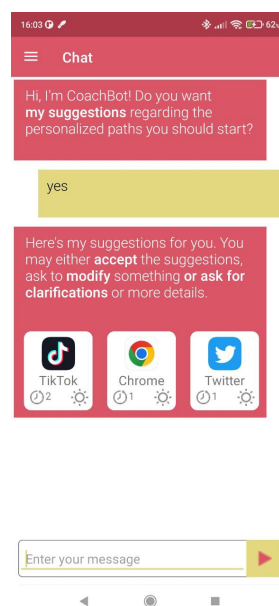 16:03
62
Chat
Hi, I'm CoachBot! Do you want
my suggestions regarding the
personalized paths you should start?
yes
Here's my suggestions for you. You
may either accept the suggestions,
ask to modify something or ask for
clarifications or more details.
TikTok Chrome Twitter
2 1 1
Enter your message